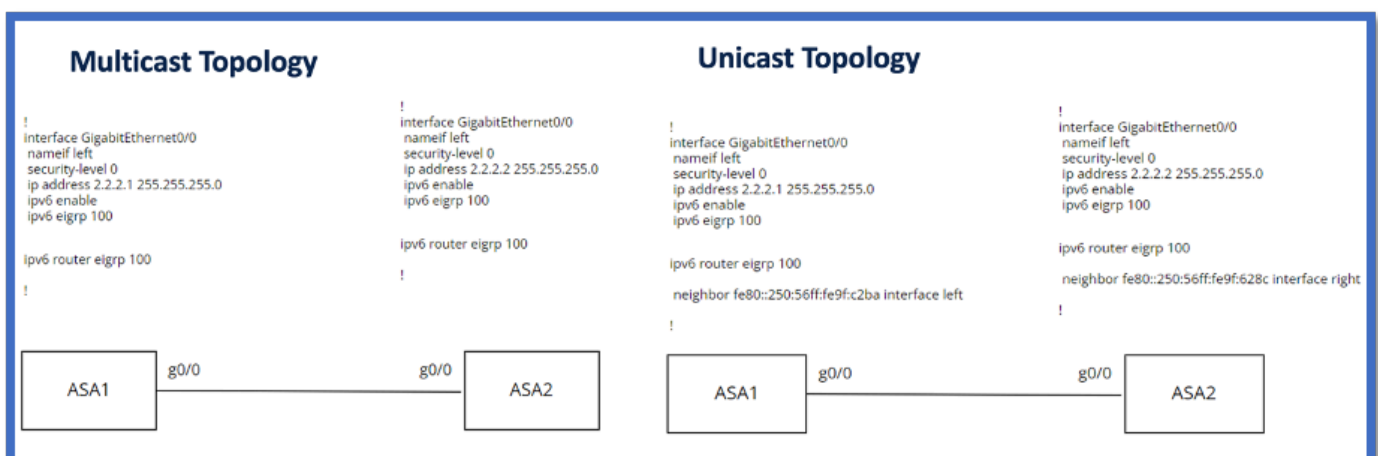 Multicast Topology
!
interface GigabitEthernet0/0
nameif left
security-level 0
ip address 2.2.2.1 255.255.255.0
ipv6 enable
ipv6 eigrp 100
ipv6 router eigrp 100
!
!
interface GigabitEthernet0/0
nameif left
security-level 0
ip address 2.2.2.2 255.255.255.0
ipv6 enable
ipv6 eigrp 100
ipv6 router eigrp 100
!
ASA1
g0/0
g0/0
ASA2
Unicast Topology
!
interface GigabitEthernet0/0
nameif left
security-level 0
ip address 2.2.2.1 255.255.255.0
ipv6 enable
ipv6 eigrp 100
ipv6 router eigrp 100
neighbor fe80::250:56ff:fe9f:c2ba interface left
!
!
interface GigabitEthernet0/0
nameif left
security-level 0
ip address 2.2.2.2 255.255.255.0
ipv6 enable
ipv6 eigrp 100
ipv6 router eigrp 100
neighbor fe80::250:56ff:fe9f:628c interface right
!
ASA1
g0/0
g0/0
ASA2